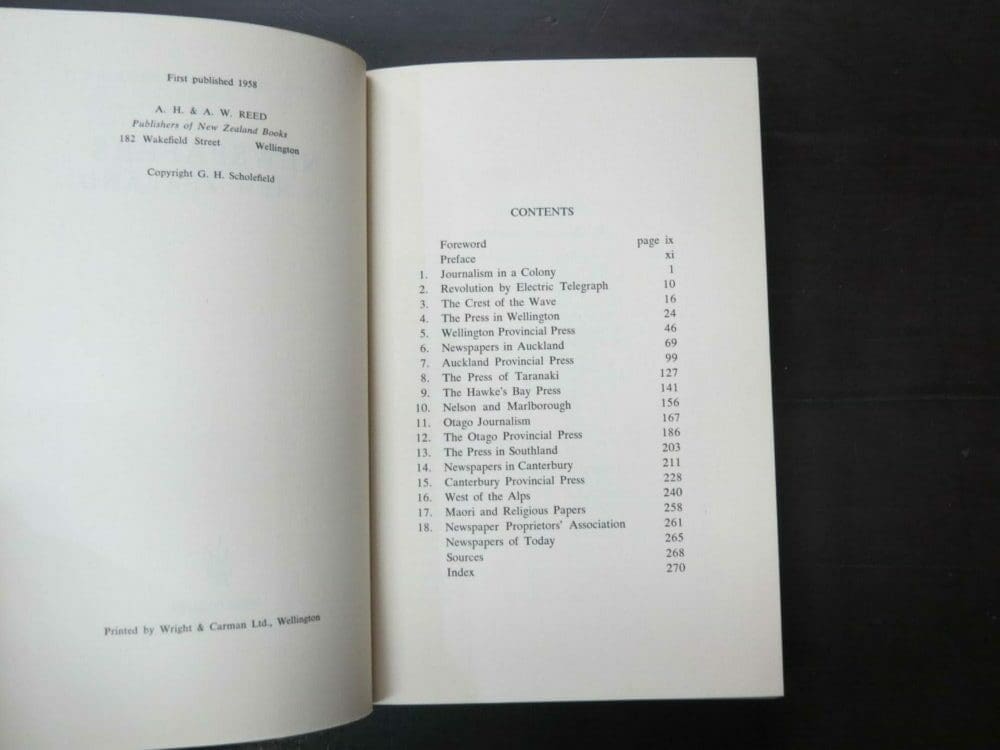 First published 1958
A. H. & A. W. REED
Publishers of New Zealand Books
182 Wakefield Street Wellington
Copyright G. H. Scholefield
Printed by Wright & Carman Ltd., Wellington
CONTENTS
Foreword page ix
Preface xi
1. Journalism in a Colony 1
2. Revolution by Electric Telegraph 10
3. The Crest of the Wave 16
4. The Press in Wellington 24
5. Wellington Provincial Press 46
6. Newspapers in Auckland 69
7. Auckland Provincial Press 99
8. The Press of Taranaki 127
9. The Hawke's Bay Press 141
10. Nelson and Marlborough 156
11. Otago Journalism 167
12. The Otago Provincial Press 186
13. The Press in Southland 203
14. Newspapers in Canterbury 211
15. Canterbury Provincial Press 228
16. West of the Alps 240
17. Maori and Religious Papers 258
18. Newspaper Proprietors' Association 261
Newspapers of Today 265
Sources 268
Index 270